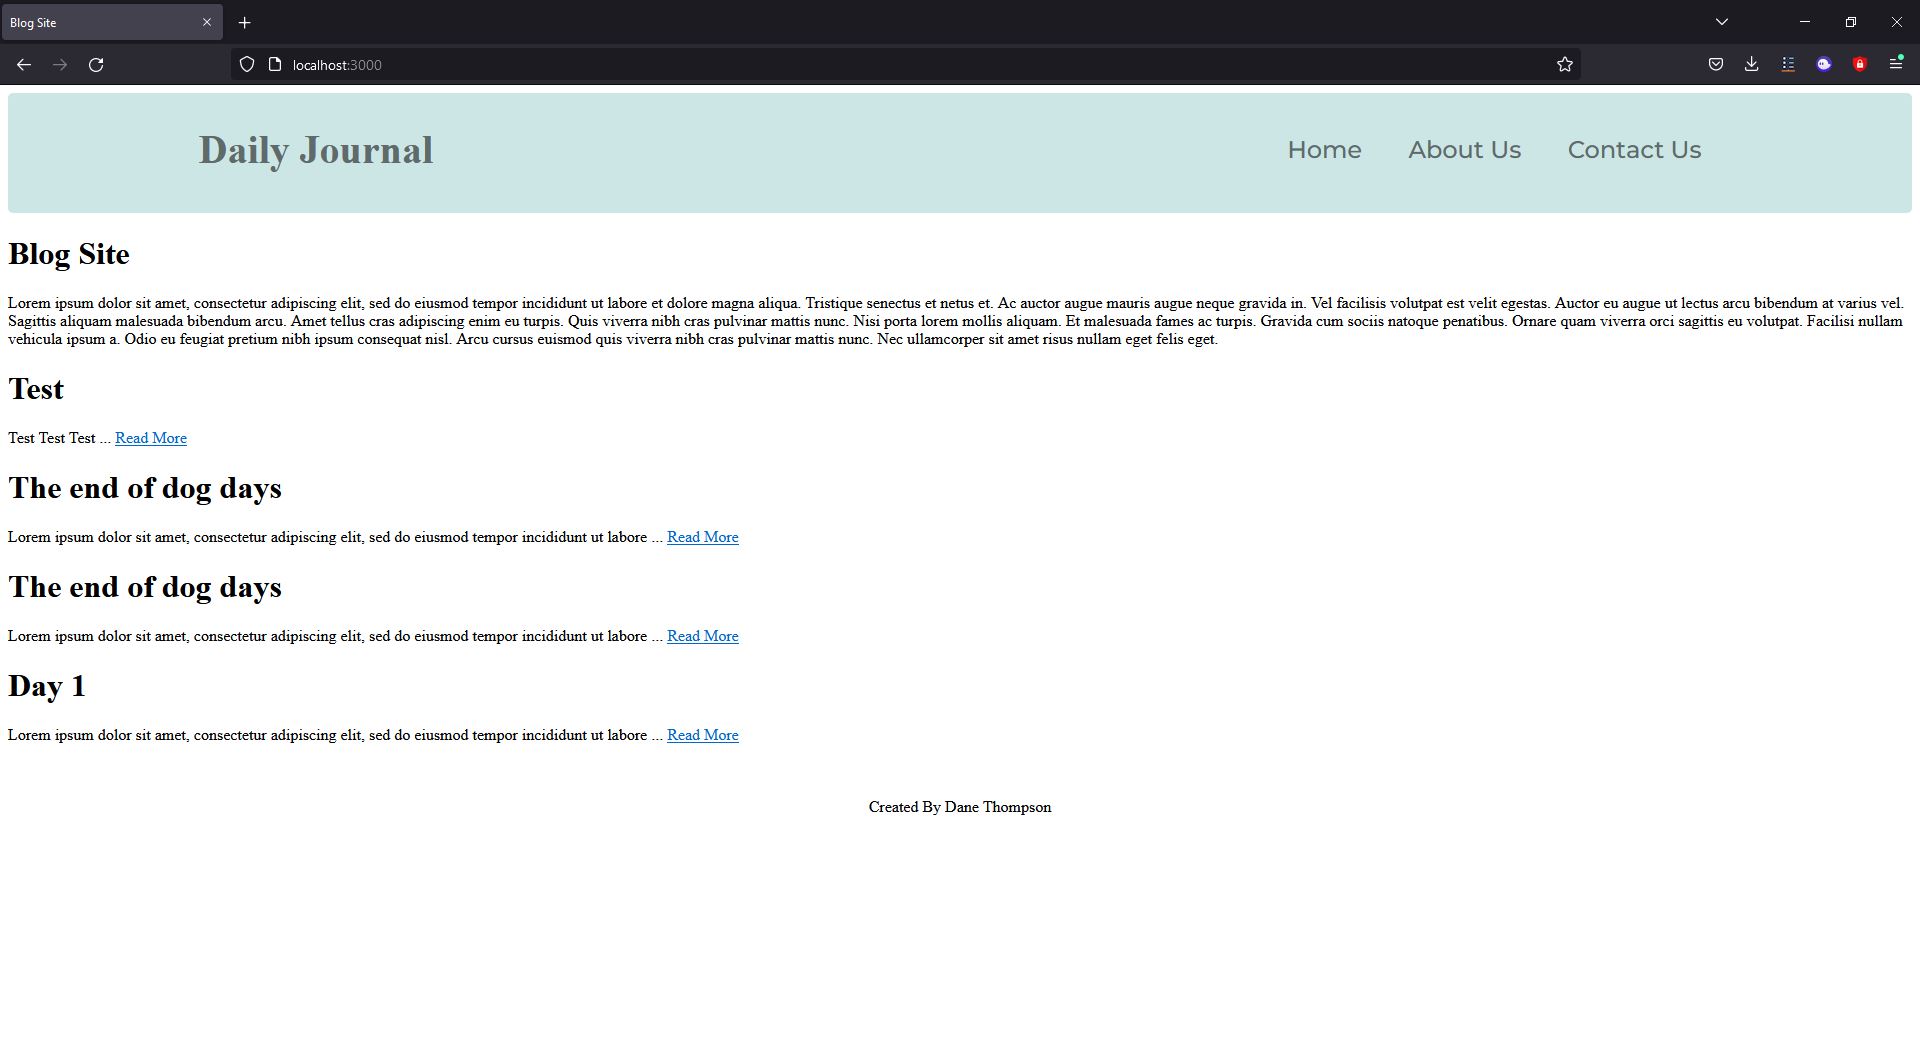 Blog Site
localhost:3000
Daily Journal
Home About Us Contact Us
Blog Site
Lorem ipsum dolor sit amet, consectetur adipiscing elit, sed do eiusmod tempor incididunt ut labore et dolore magna aliqua. Tristique senectus et netus et. Ac auctor augue mauris augue neque gravida in. Vel facilisis volutpat est velit egestas. Auctor eu augue ut lectus arcu bibendum at varius vel.
Sagittis aliquam malesuada bibendum arcu. Amet tellus cras adipiscing enim eu turpis. Quis viverra nibh cras pulvinar mattis nunc. Nisi porta lorem mollis aliquam. Et malesuada fames ac turpis. Gravida cum sociis natoque penatibus. Ornare quam viverra orci sagittis eu volutpat. Facilisi nullam
vehicula ipsum a. Odio eu feugiat pretium nibh ipsum consequat nisl. Arcu cursus euismod quis viverra nibh cras pulvinar mattis nunc. Nec ullamcorper sit amet risus nullam eget felis eget.
Test
Test Test Test ... Read More
The end of dog days
Lorem ipsum dolor sit amet, consectetur adipiscing elit, sed do eiusmod tempor incididunt ut labore ... Read More
The end of dog days
Lorem ipsum dolor sit amet, consectetur adipiscing elit, sed do eiusmod tempor incididunt ut labore ... Read More
Day 1
Lorem ipsum dolor sit amet, consectetur adipiscing elit, sed do eiusmod tempor incididunt ut labore ... Read More
Created By Dane Thompson